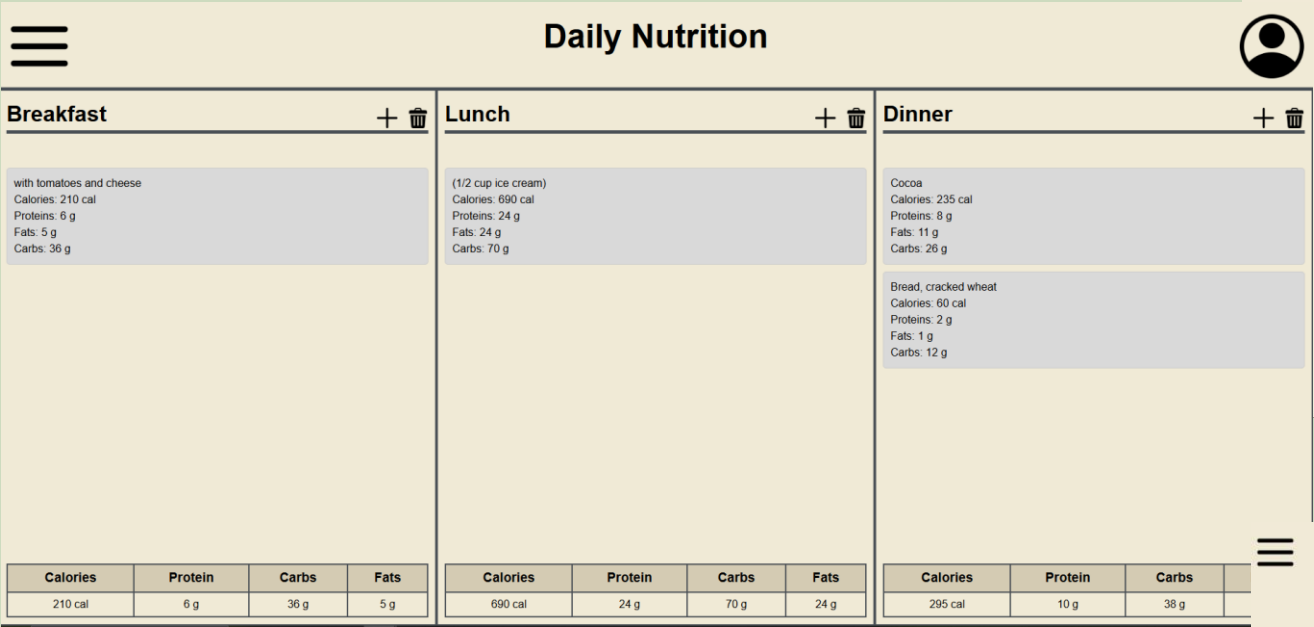 Daily Nutrition
Breakfast
with tomatoes and cheese
Calories: 210 cal
Proteins: 6 g
Fats: 5 g
Carbs: 36 g
Calories Protein Carbs Fats
210 cal 6 g 36 g 5 g
Lunch
(1/2 cup ice cream)
Calories: 690 cal
Proteins: 24 g
Fats: 24 g
Carbs: 70 g
Calories Protein Carbs Fats
690 cal 24 g 70 g 24 g
Dinner
Cocoa
Calories: 235 cal
Proteins: 8 g
Fats: 11 g
Carbs: 26 g
Bread, cracked wheat
Calories: 60 cal
Proteins: 2 g
Fats: 1 g
Carbs: 12 g
Calories Protein Carbs
295 cal 10 g 38 g